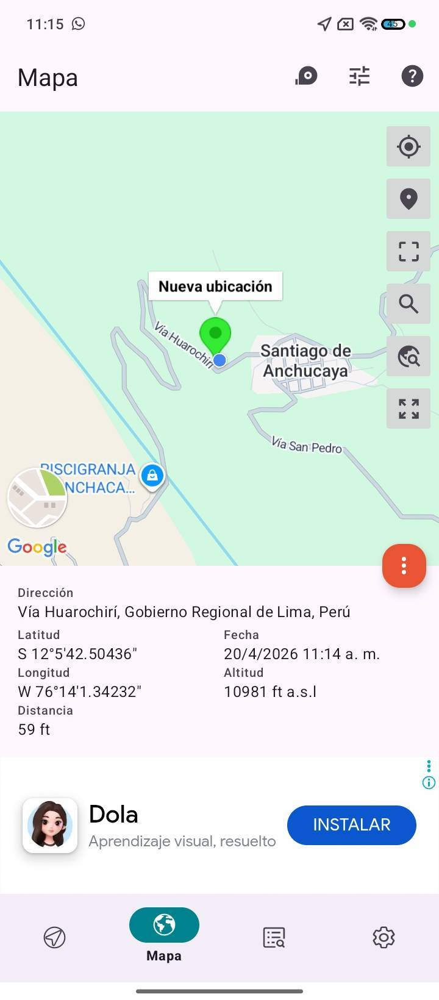 11:15
45
Mapa
Nueva ubicación
Vía Huarochirí
Santiago de
Anchucaya
Vía San Pedro
PISCIGRANJA
NCHACA...
Google
Dirección
Vía Huarochirí, Gobierno Regional de Lima, Perú
Latitud
Fecha
S 12°5'42.50436"
20/4/2026 11:14 a. m.
Longitud
Altitud
W 76°14'1.34232"
10981 ft a.s.l
Distancia
59 ft
Dola
Aprendizaje visual, resuelto
INSTALAR
Mapa